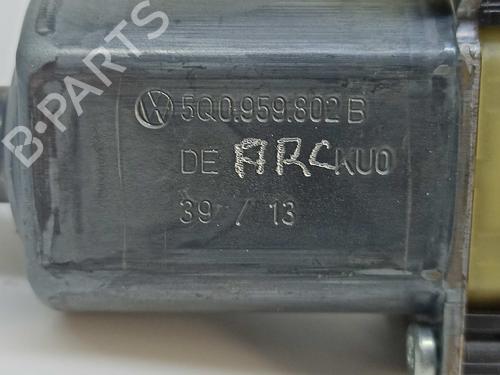 5Q0.959.802 B
DE ARC KU0
39 / 13
B-PARTS